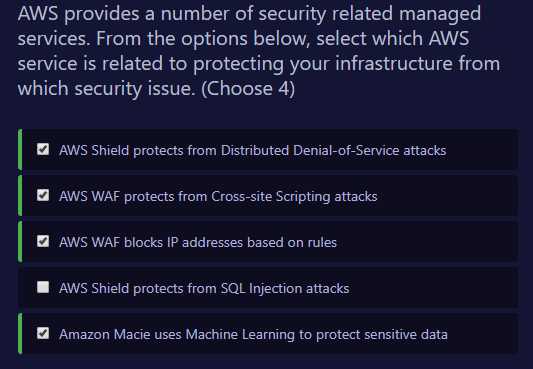 AWS provides a number of security related managed
services. From the options below, select which AWS
service is related to protecting your infrastructure from
which security issue. (Choose 4)
AWS Shield protects from Distributed Denial-of-Service attacks
AWS WAF protects from Cross-site Scripting attacks
AWS WAF blocks IP addresses based on rules
AWS Shield protects from SQL Injection attacks
Amazon Macie uses Machine Learning to protect sensitive data